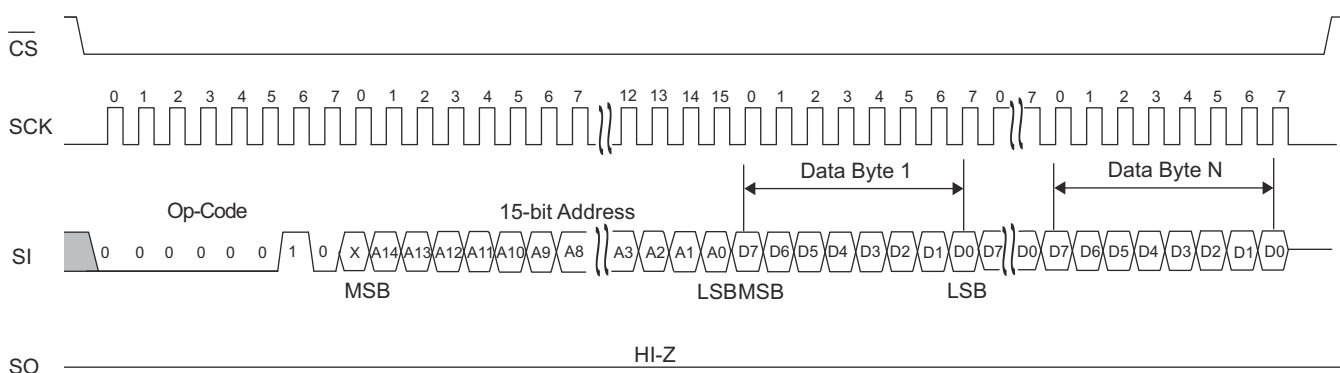 CS
SCK 0 1 2 3 4 5 6 7 0 1 2 3 4 5 6 7 12 13 14 15 0 1 2 3 4 5 6 7 0 7 0 1 2 3 4 5 6 7
Data Byte 1 Data Byte N
Op-Code 15-bit Address
SI 0 0 0 0 0 0 1 0 X A14 A13 A12 A11 A10 A9 A8 A3 A2 A1 A0 D7 D6 D5 D4 D3 D2 D1 D0 D7 D0 D7 D6 D5 D4 D3 D2 D1 D0
MSB LSB MSB LSB
HI-Z
SO